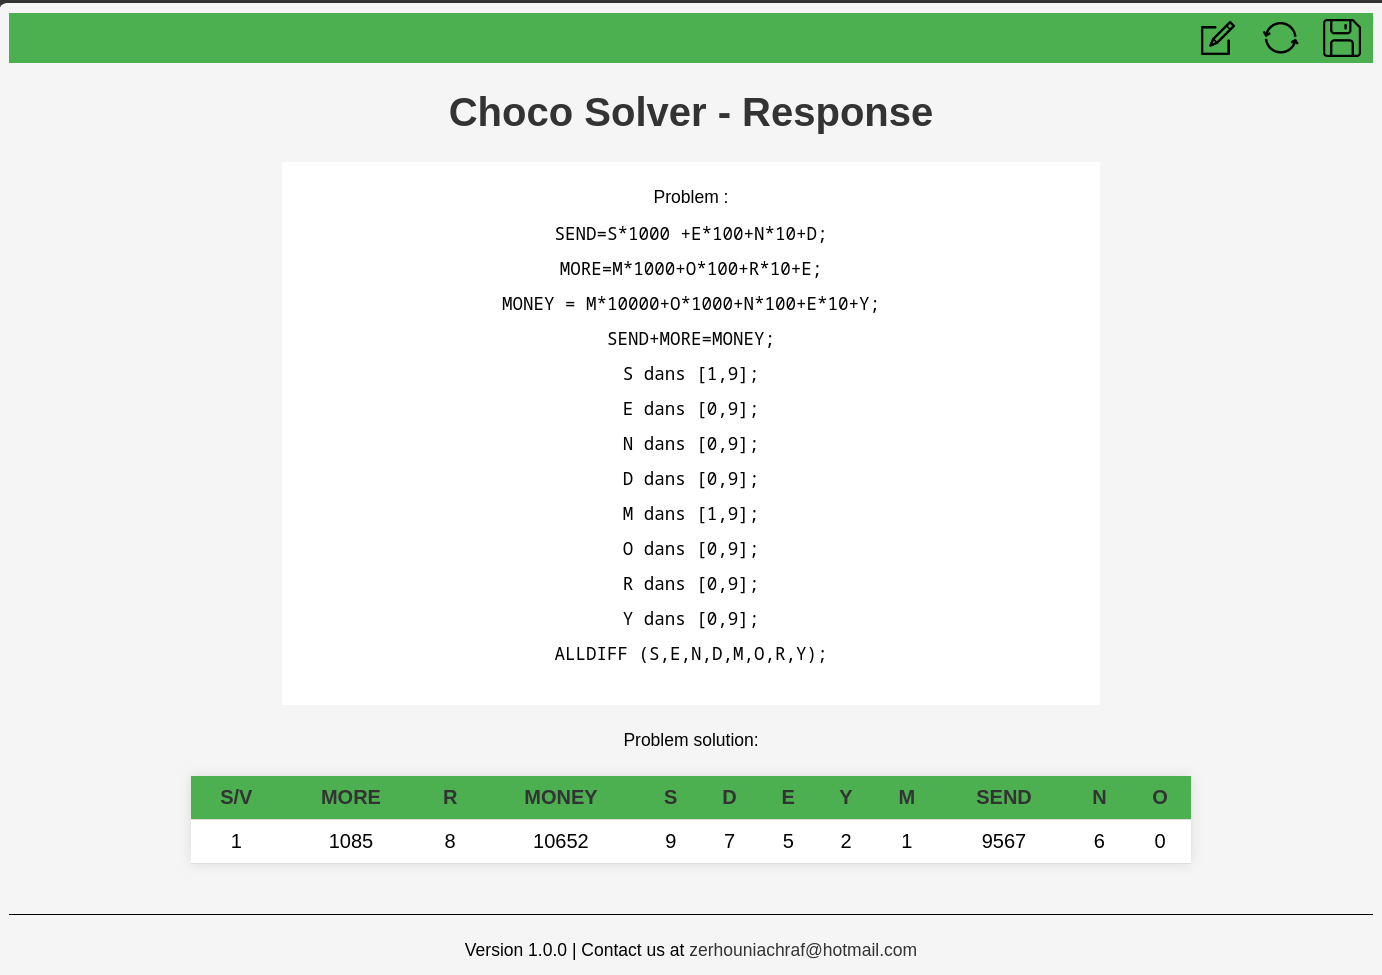 Choco Solver - Response
Problem :
SEND=S*1000 +E*100+N*10+D;
MORE=M*1000+O*100+R*10+E;
MONEY = M*10000+O*1000+N*100+E*10+Y;
SEND+MORE=MONEY;
S dans [1,9];
E dans [0,9];
N dans [0,9];
D dans [0,9];
M dans [1,9];
O dans [0,9];
R dans [0,9];
Y dans [0,9];
ALLDIFF (S,E,N,D,M,O,R,Y);
Problem solution:
S/V MORE R MONEY S D E Y M SEND N O
1 1085 8 10652 9 7 5 2 1 9567 6 0
Version 1.0.0 | Contact us at zerhouniachraf@hotmail.com